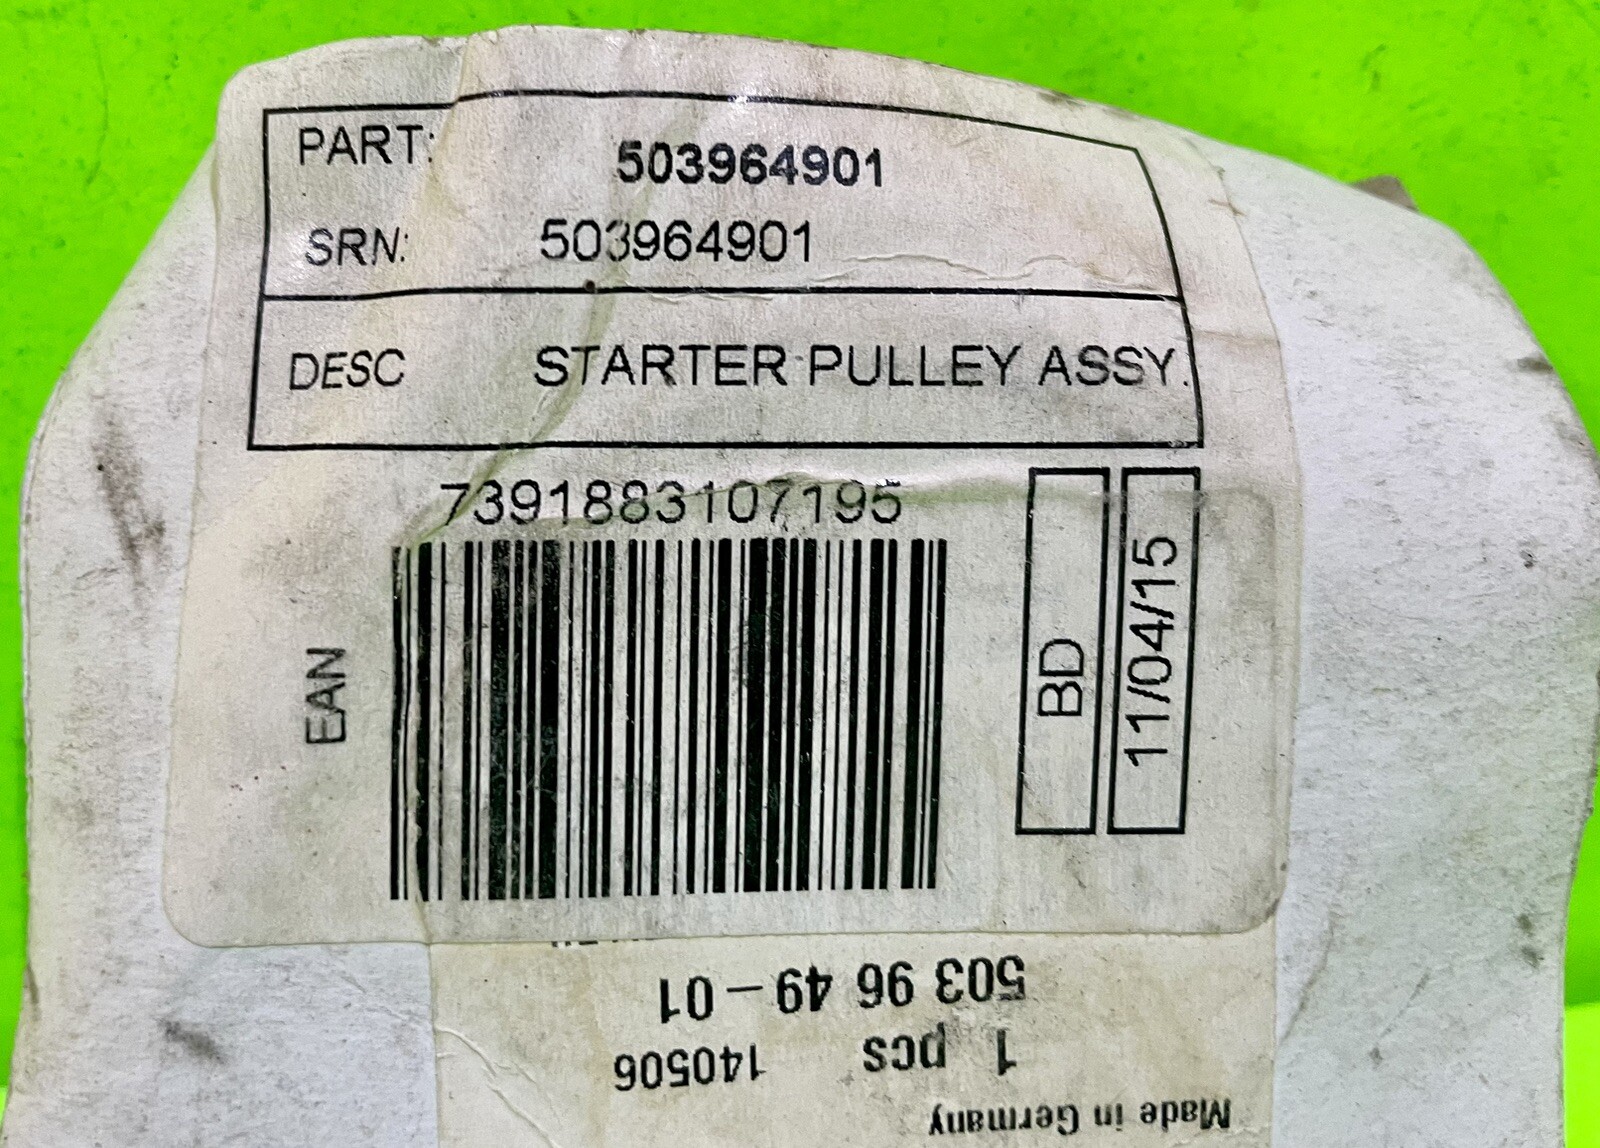 PART: 503964901
SRN: 503964901
DESC STARTER PULLEY ASSY.
7391883107195
EAN
BD
11/04/15
503 96 49-01
1 pcs 140506
Made in Germany